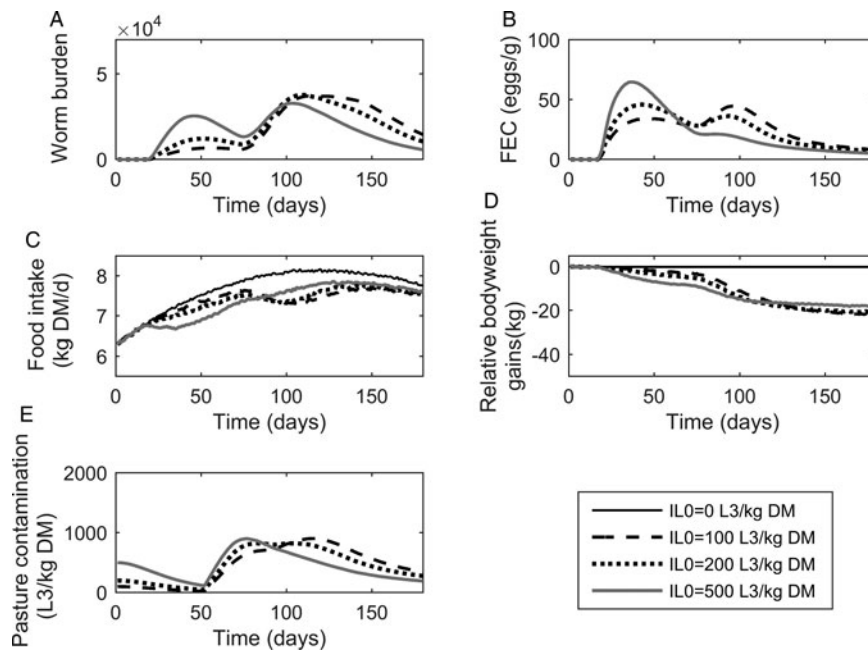 A
×10⁴
Worm burden
5
0
0 50 100 150
Time (days)
B
FEC (eggs/g)
100
50
0
0 50 100 150
Time (days)
C
Food intake
(kg DM/d)
8
7
6
0 50 100 150
Time (days)
D
Relative bodyweight
gains(kg)
0
-20
-40
0 50 100 150
Time (days)
E
Pasture contamination
(L3/kg DM)
2000
1000
0
0 50 100 150
Time (days)
IL0=0 L3/kg DM
IL0=100 L3/kg DM
IL0=200 L3/kg DM
IL0=500 L3/kg DM